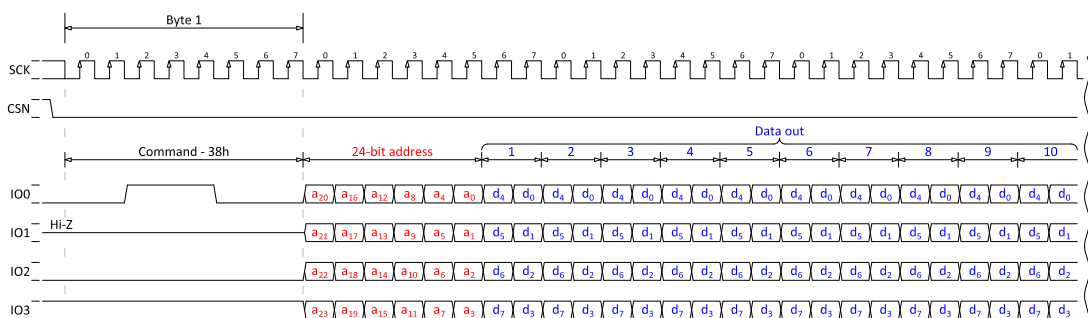 Byte 1
0 1 2 3 4 5 6 7 0 1 2 3 4 5 6 7 0 1 2 3 4 5 6 7 0 1 2 3 4 5 6 7 0 1
SCK
CSN
Data out
Command - 38h 24-bit address 1 2 3 4 5 6 7 8 9 10
IO0 a20 a16 a12 a8 a4 a0 d4 d0 d4 d0 d4 d0 d4 d0 d4 d0 d4 d0 d4 d0 d4 d0 d4 d0 d4 d0
Hi-Z
IO1 a21 a17 a13 a9 a5 a1 d5 d1 d5 d1 d5 d1 d5 d1 d5 d1 d5 d1 d5 d1 d5 d1 d5 d1 d5 d1
IO2 a22 a18 a14 a10 a6 a2 d6 d2 d6 d2 d6 d2 d6 d2 d6 d2 d6 d2 d6 d2 d6 d2 d6 d2 d6 d2
IO3 a23 a19 a15 a11 a7 a3 d7 d3 d7 d3 d7 d3 d7 d3 d7 d3 d7 d3 d7 d3 d7 d3 d7 d3 d7 d3